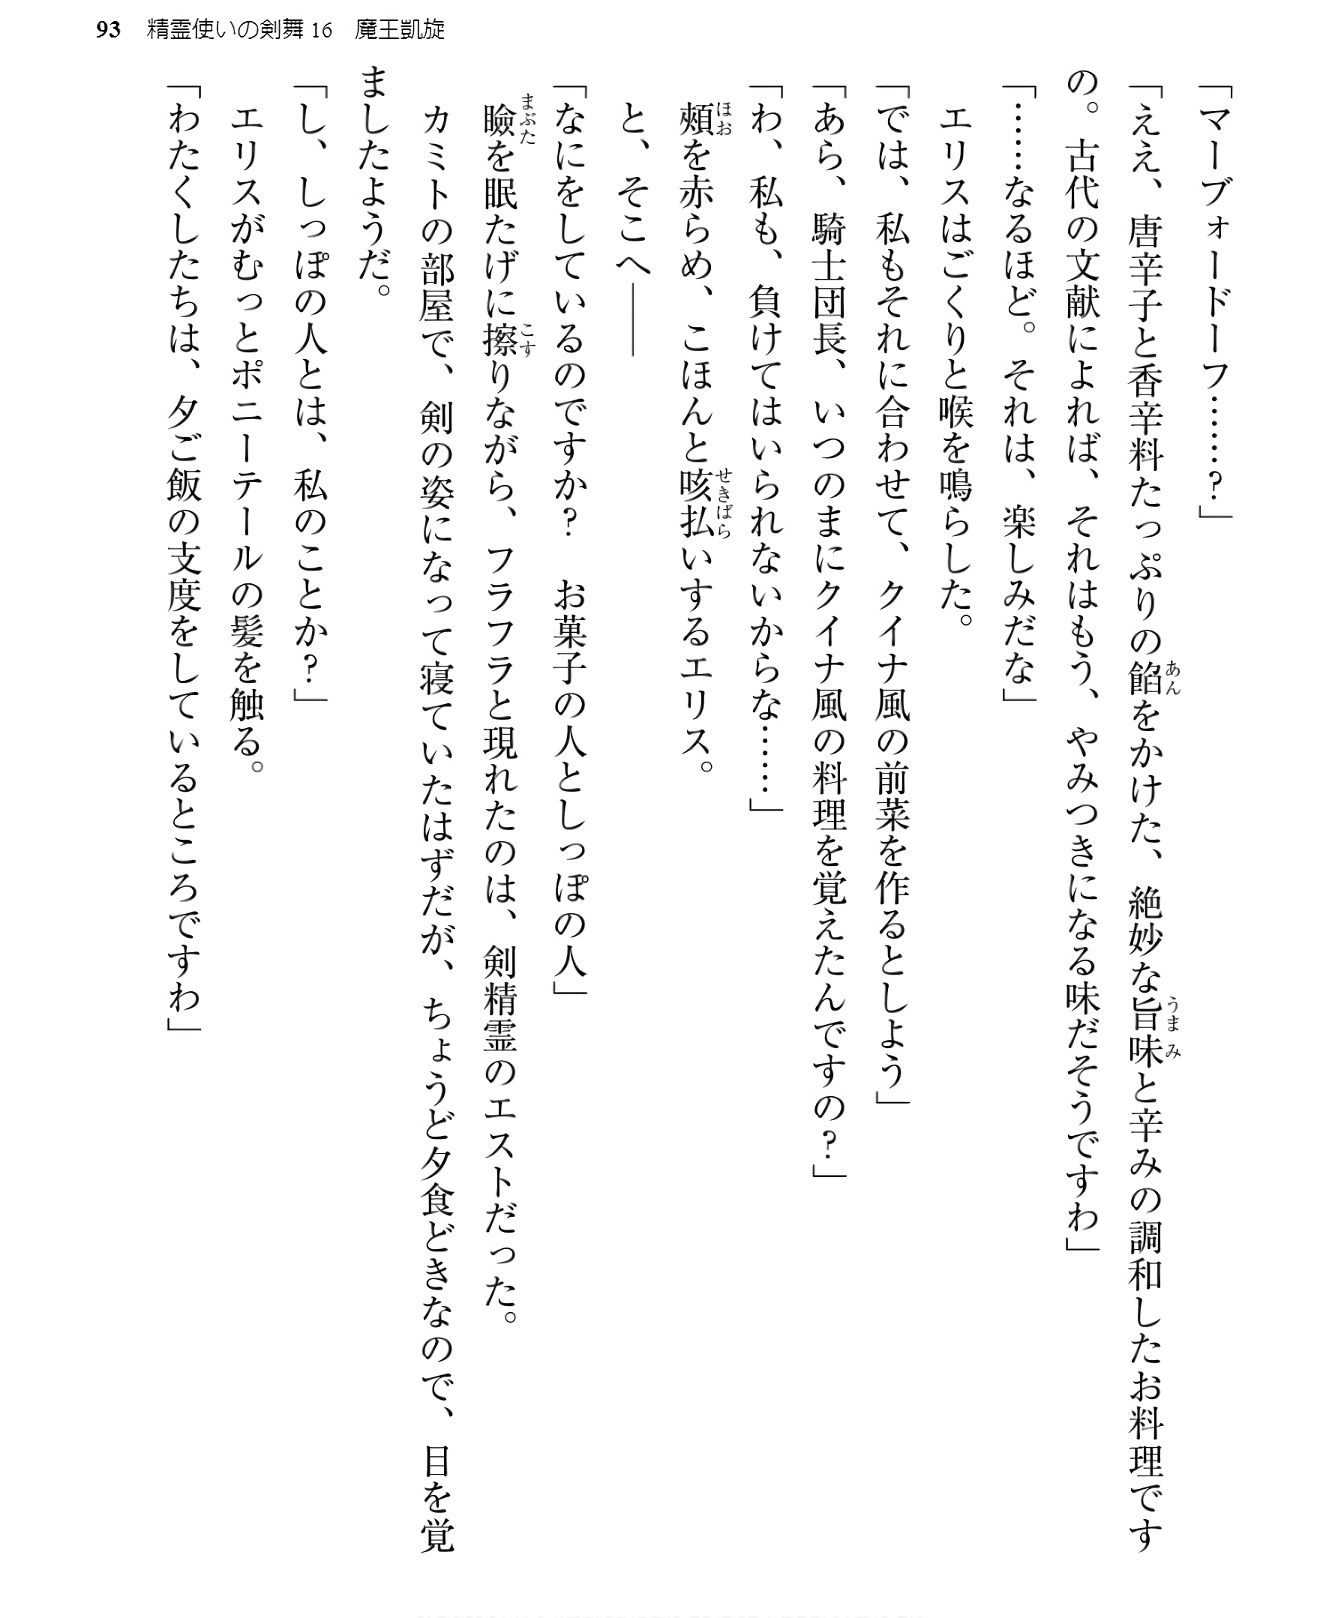 93 精霊使いの剣舞16 魔王凱旋
「マーブォードーフ……？」
「ええ、唐辛子と香辛料たっぷりの餡をかけた、絶妙な旨味と辛みの調和したお料理です
の。古代の文献によれば、それはもう、やみつきになる味だそうですわ」
「……なるほど。それは、楽しみだな」
　エリスはごくりと喉を鳴らした。
「では、私もそれに合わせて、クイナ風の前菜を作るとしよう」
「あら、騎士団長、いつのまにクイナ風の料理を覚えたんですの？」
「わ、私も、負けてはいられないからな……」
　頰を赤らめ、こほんと咳払いするエリス。
　と、そこへ――
「なにをしているのですか？　お菓子の人としっぽの人」
　瞼を眠たげに擦りながら、フラフラと現れたのは、剣精霊のエストだった。
　カミトの部屋で、剣の姿になって寝ていたはずだが、ちょうど夕食どきなので、目を覚
ましたようだ。
「し、しっぽの人とは、私のことか？」
　エリスがむっとポニーテールの髪を触る。
「わたくしたちは、夕ご飯の支度をしているところですわ」